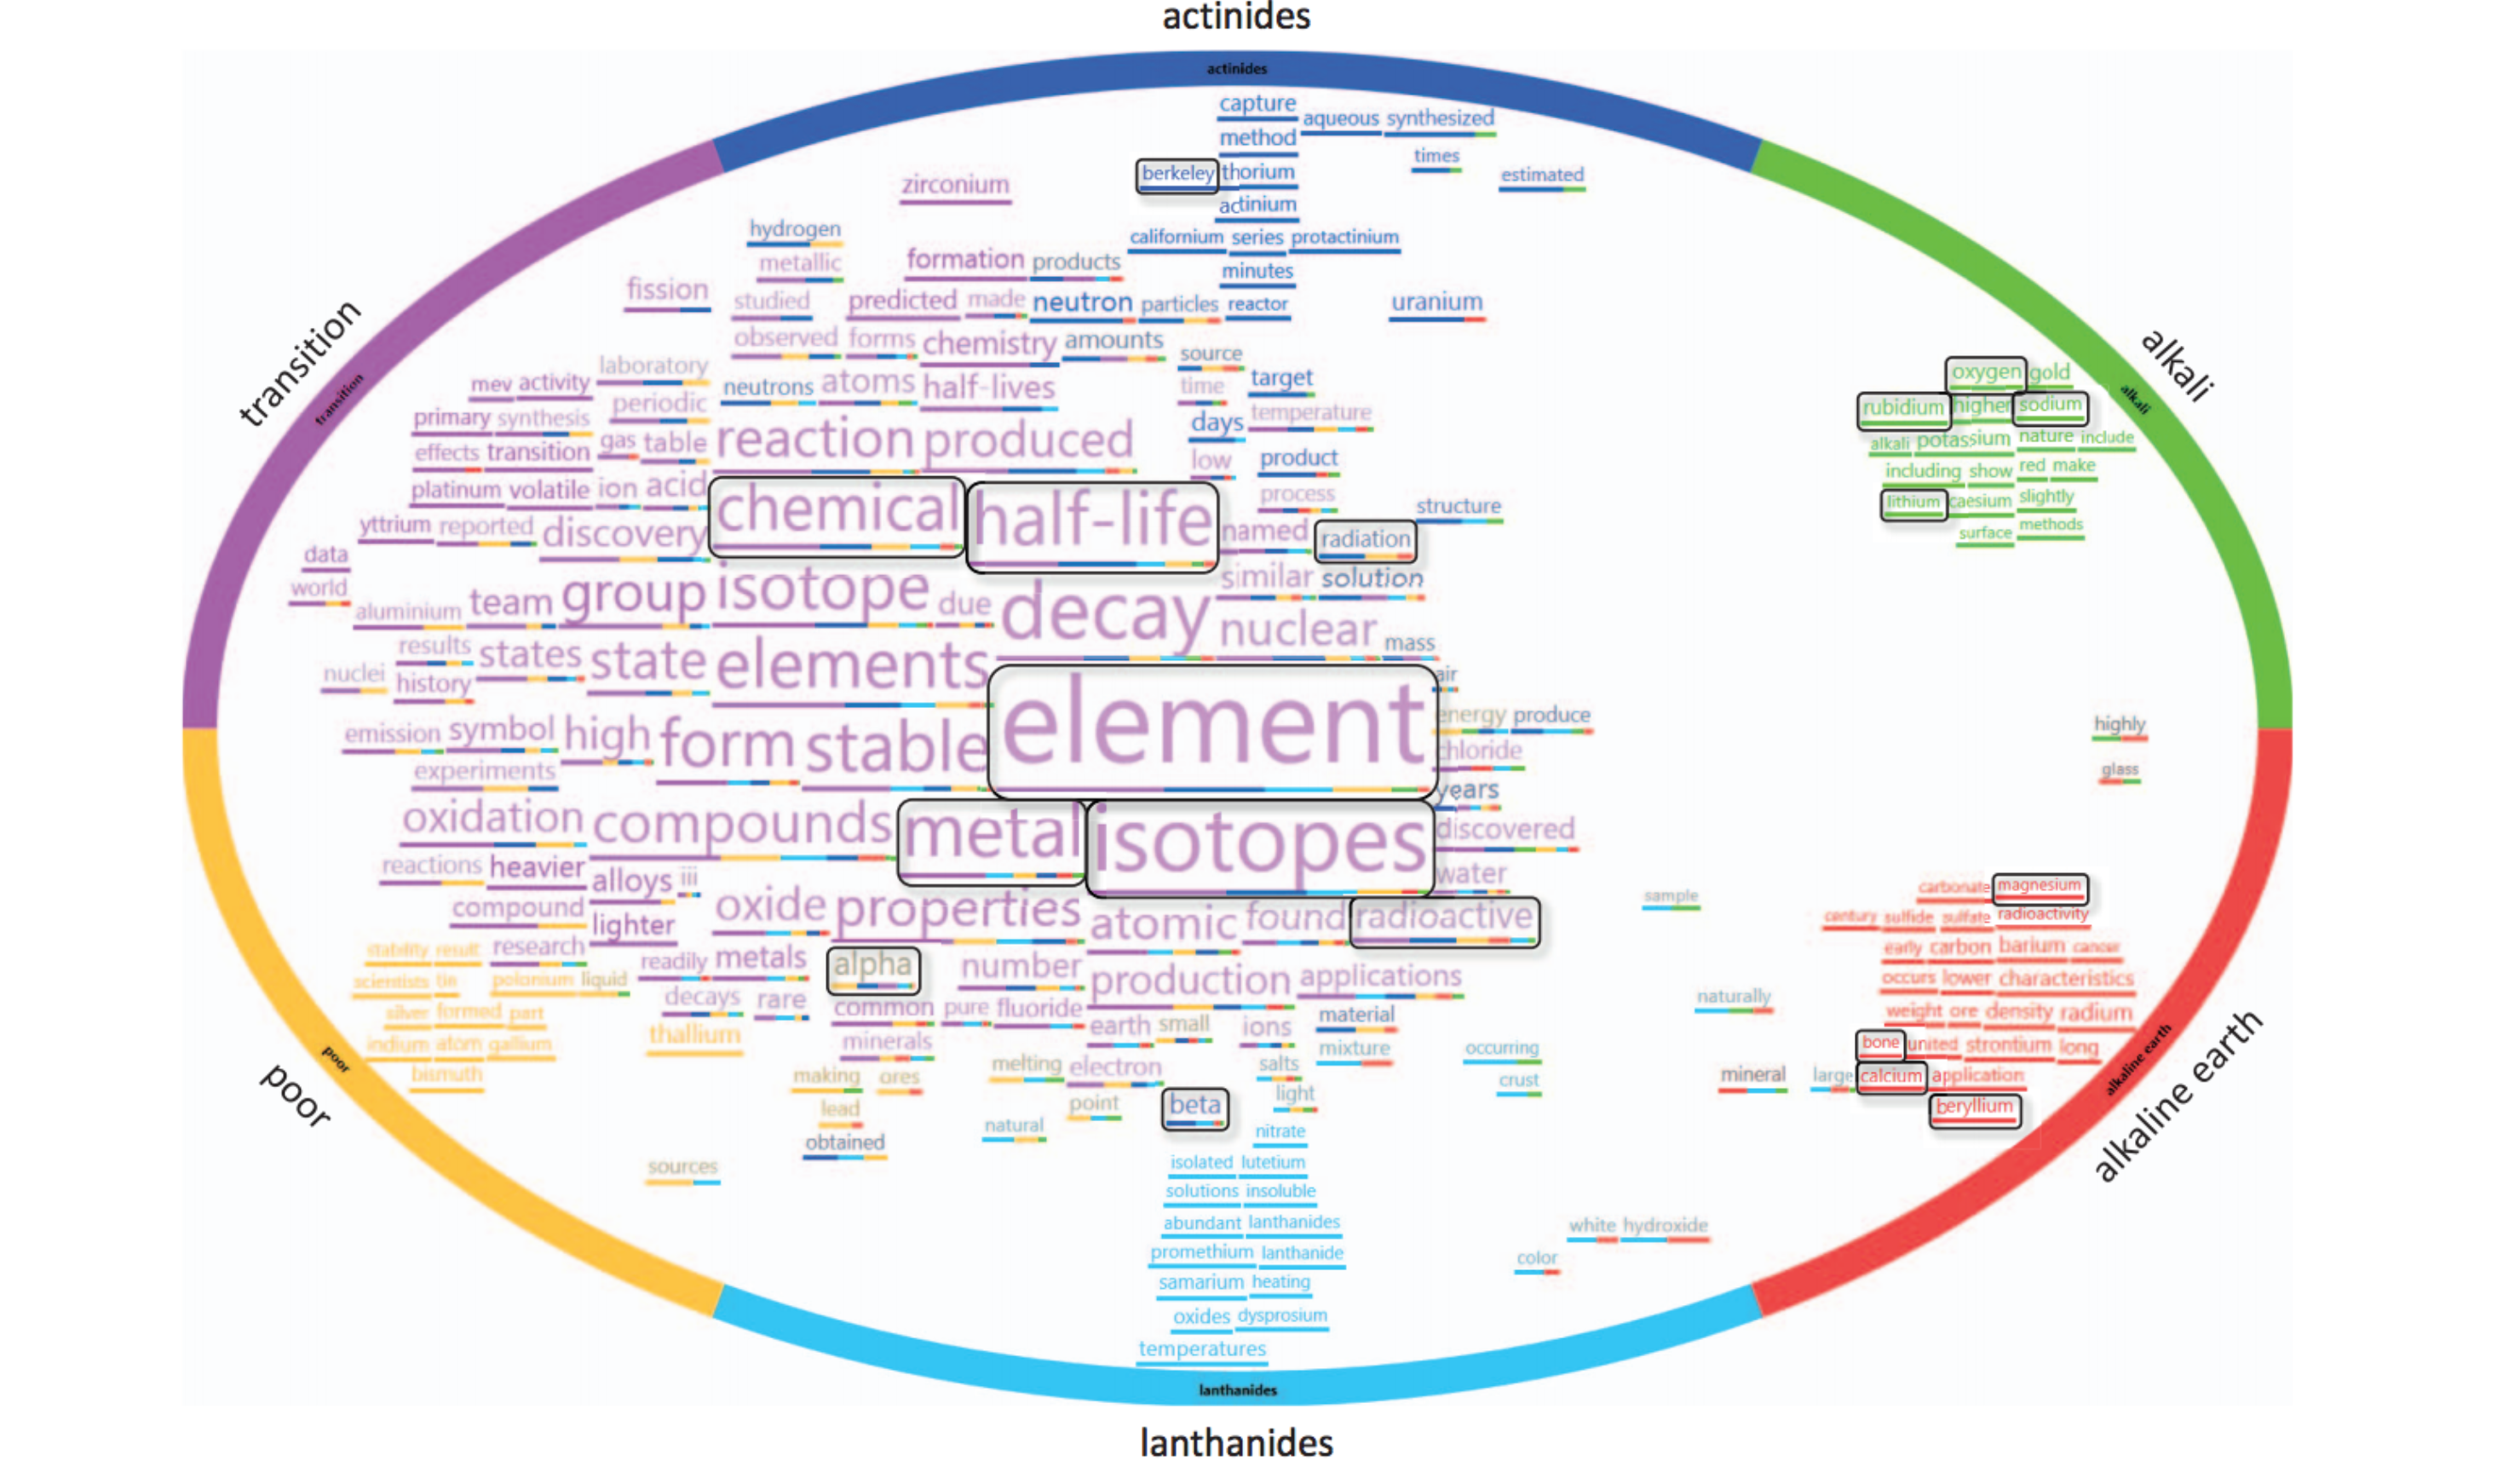 actinides
actinides
capture
aqueous synthesized
method
times
berkeley thorium
estimated
zirconium
actinium
hydrogen
californium series protactinium
metallic
formation products
minutes
fission
studied predicted made neutron particles reactor
uranium
observed forms chemistry amounts
source
laboratory
mev activity
neutrons atoms half-lives
time target
primary synthesis
periodic
days temperature
effects transition gas table
reaction produced
low product
platinum volatile ion acid
chemical half-life
process
structure
yttrium reported discovery
named radiation
data
world
aluminium team group isotope due decay
similar solution
nuclear mass
results
states state elements
nuclei
history
air
element
energy produce
emission symbol high form stable
chloride
experiments
years
oxidation compounds metal isotopes
discovered
reactions heavier alloys iii
water
compound lighter
oxide properties atomic found radioactive
stability result research
readily metals alpha number production applications
scientists tin polonium liquid
decays rare common pure fluoride
silver formed part
thallium
earth small ions material
indium atom gallium
minerals
mixture
bismuth
making ores
melting electron salts
lead
point beta light
obtained
natural
nitrate
sources
isolated lutetium
solutions insoluble
abundant lanthanides
promethium lanthanide
samarium heating
oxides dysprosium
temperatures
lanthanides
lanthanides
transition
transition
poor
poor
alkali
alkali
oxygen gold
rubidium higher sodium
alkali potassium nature include
including show red make
lithium caesium slightly
surface methods
highly
glass
sample
naturally
occurring
crust
mineral
large
white hydroxide
color
carbonate magnesium
century sulfide sulfate radioactivity
early carbon barium cancer
occurs lower characteristics
weight ore density radium
bone united strontium long
calcium application
beryllium
alkaline earth
alkaline earth